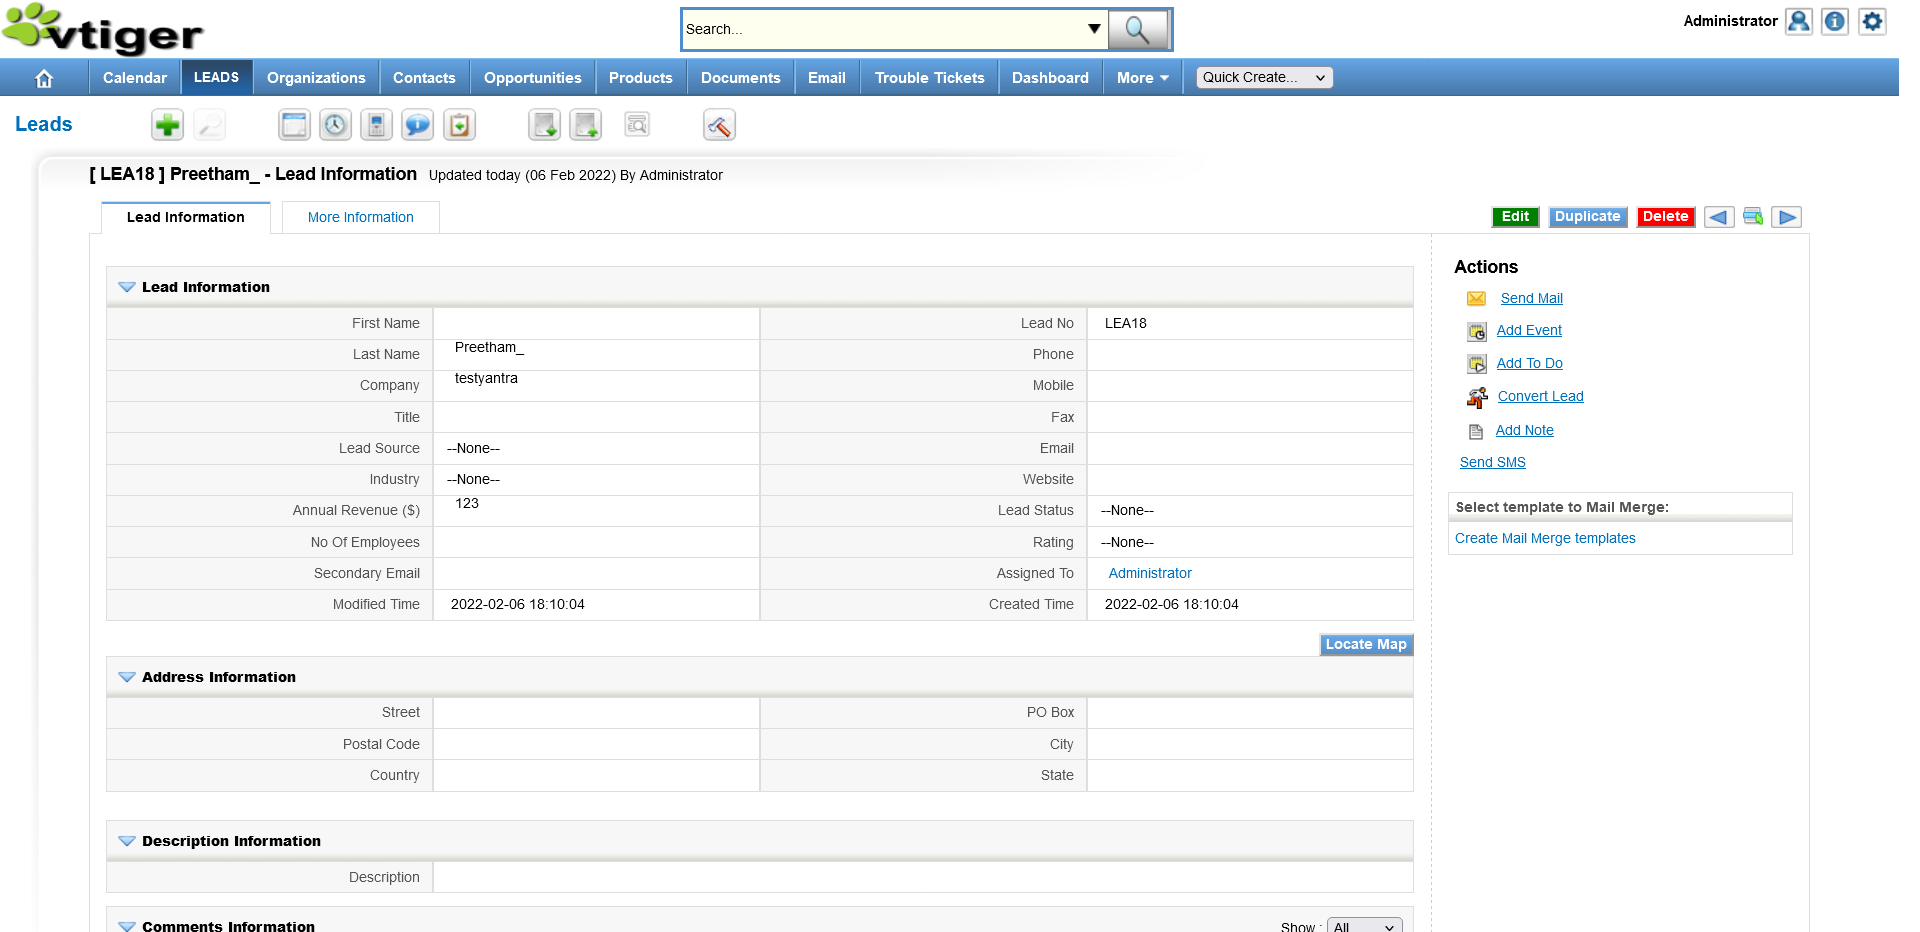 vtiger
Search...
Administrator
Calendar LEADS Organizations Contacts Opportunities Products Documents Email Trouble Tickets Dashboard More Quick Create...
Leads
[ LEA18 ] Preetham_ - Lead Information Updated today (06 Feb 2022) By Administrator
Lead Information More Information
Edit Duplicate Delete
Lead Information
First Name Lead No LEA18
Last Name Preetham_ Phone
Company testyantra Mobile
Title Fax
Lead Source --None-- Email
Industry --None-- Website
Annual Revenue ($) 123 Lead Status --None--
No Of Employees Rating --None--
Secondary Email Assigned To Administrator
Modified Time 2022-02-06 18:10:04 Created Time 2022-02-06 18:10:04
Locate Map
Address Information
Street PO Box
Postal Code City
Country State
Description Information
Description
Comments Information Show : All
Actions
Send Mail
Add Event
Add To Do
Convert Lead
Add Note
Send SMS
Select template to Mail Merge:
Create Mail Merge templates